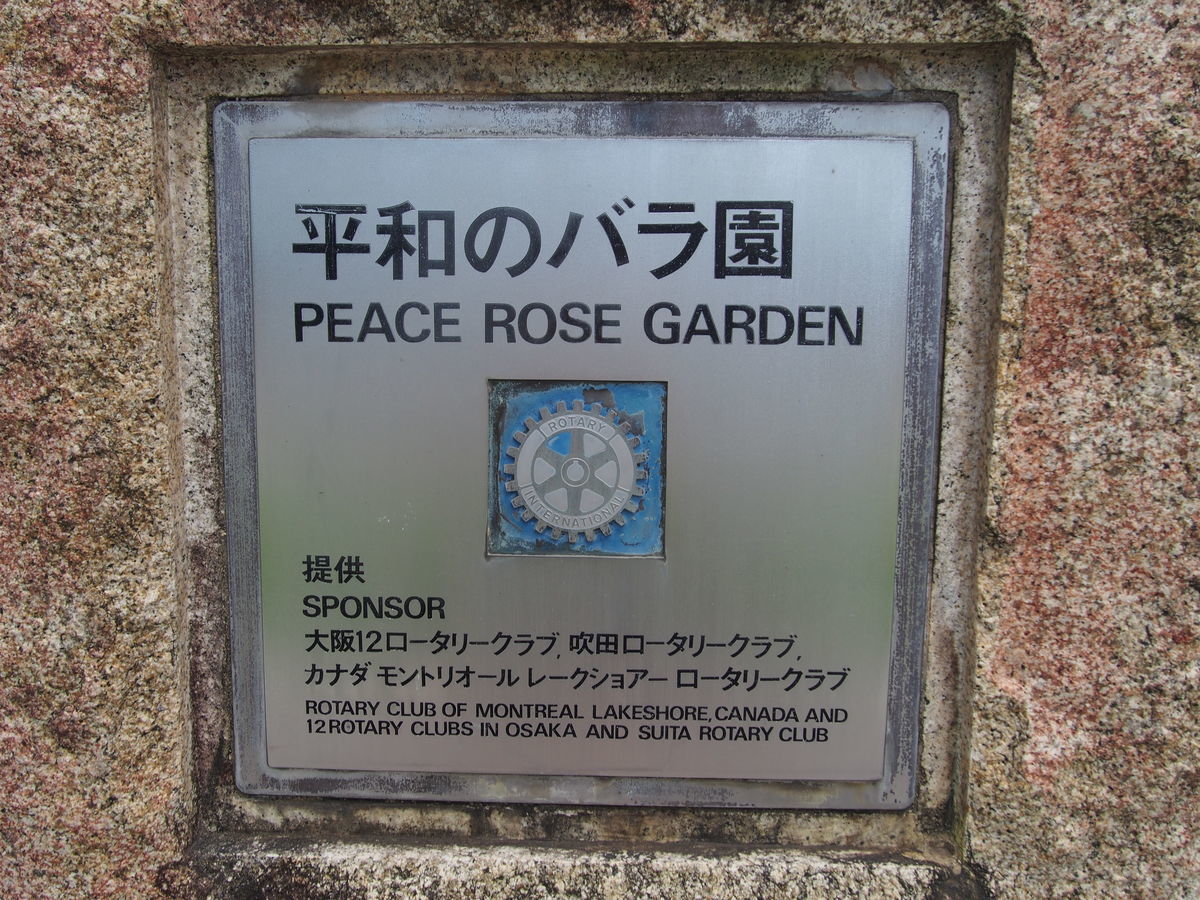 平和のバラ園
PEACE ROSE GARDEN
ROTARY
INTERNATIONAL
提供
SPONSOR
大阪12ロータリークラブ, 吹田ロータリークラブ,
カナダ モントリオール レークショアー ロータリークラブ
ROTARY CLUB OF MONTREAL LAKESHORE, CANADA AND
12 ROTARY CLUBS IN OSAKA AND SUITA ROTARY CLUB